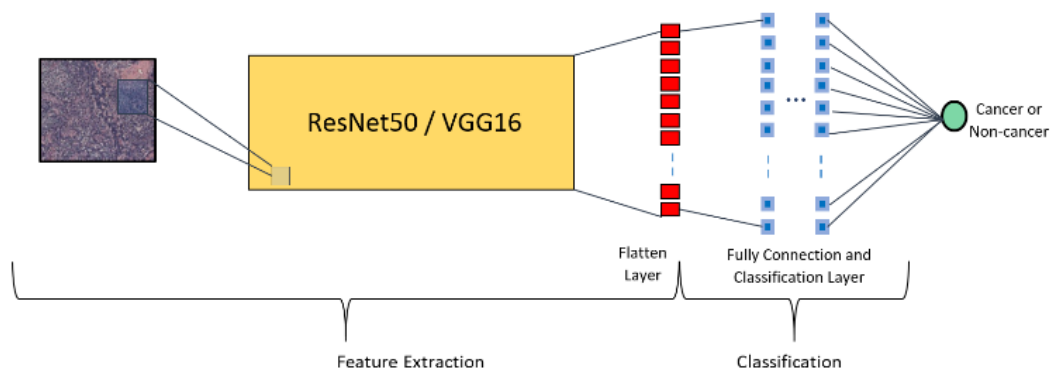 ResNet50 / VGG16
...
Cancer or
Non-cancer
Flatten
Layer
Fully Connection and
Classification Layer
Feature Extraction
Classification